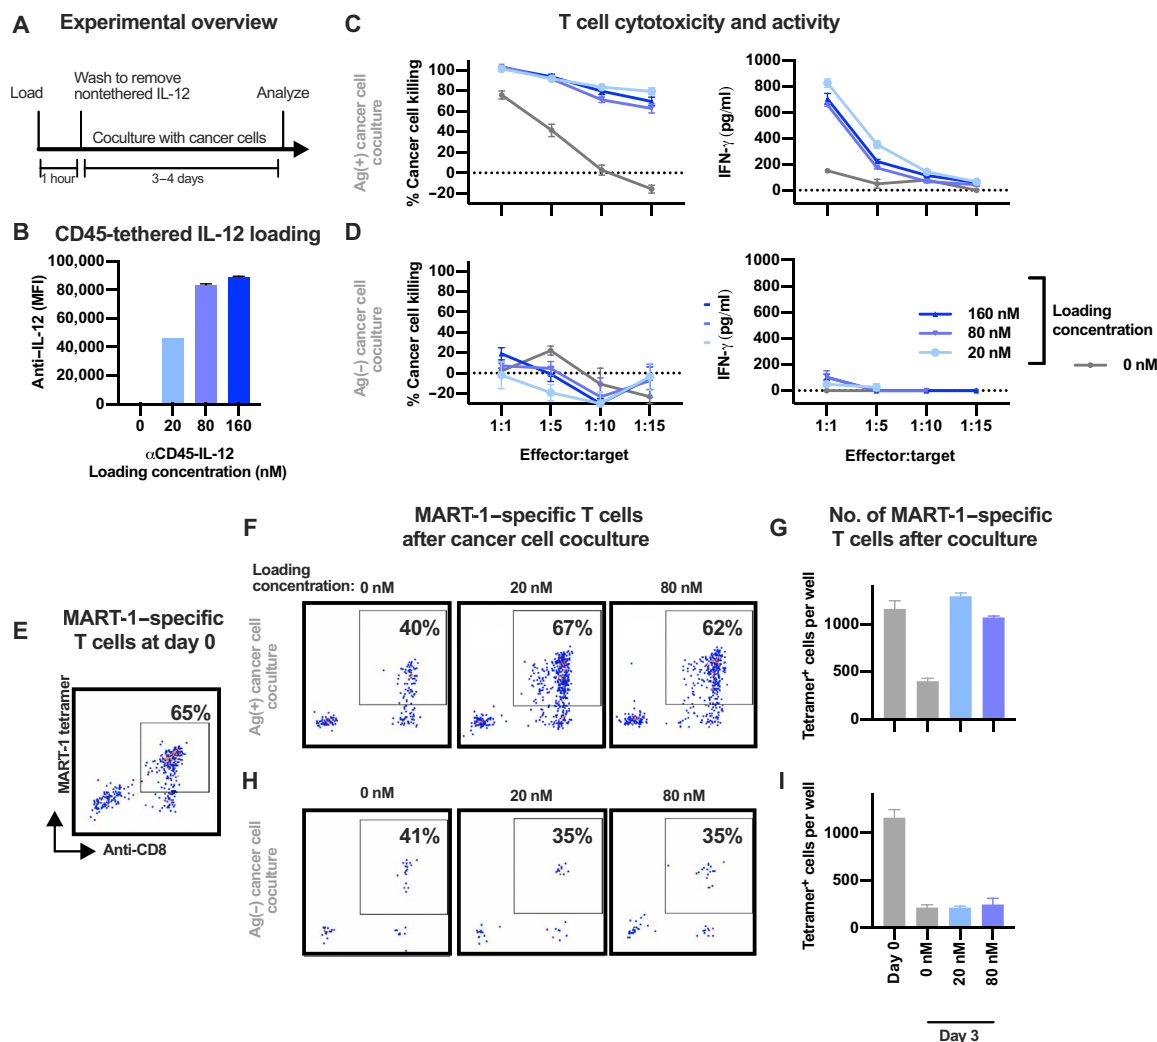 A Experimental overview
Load
Wash to remove
nontethered IL-12
Analyze
Coculture with cancer cells
1 hour
3–4 days
B CD45-tethered IL-12 loading
Anti–IL-12 (MFI)
100,000
80,000
60,000
40,000
20,000
0
0 20 80 160
αCD45-IL-12
Loading concentration (nM)
C T cell cytotoxicity and activity
Ag(+) cancer cell
coculture
% Cancer cell killing
100
80
60
40
20
0
−20
IFN-γ (pg/ml)
1000
800
600
400
200
0
D
Ag(−) cancer cell
coculture
% Cancer cell killing
100
80
60
40
20
0
−20
1:1 1:5 1:10 1:15
Effector:target
IFN-γ (pg/ml)
1000
800
600
400
200
0
1:1 1:5 1:10 1:15
Effector:target
160 nM
80 nM
20 nM
Loading
concentration
0 nM
E MART-1–specific
T cells at day 0
MART-1 tetramer
65%
Anti-CD8
F MART-1–specific T cells
after cancer cell coculture
Loading
concentration: 0 nM 20 nM 80 nM
Ag(+) cancer cell
coculture
40% 67% 62%
G No. of MART-1–specific
T cells after coculture
Tetramer⁺ cells per well
1000
500
0
H
0 nM 20 nM 80 nM
Ag(−) cancer cell
coculture
41% 35% 35%
I
Tetramer⁺ cells per well
1000
500
0
Day 0 0 nM 20 nM 80 nM
Day 3